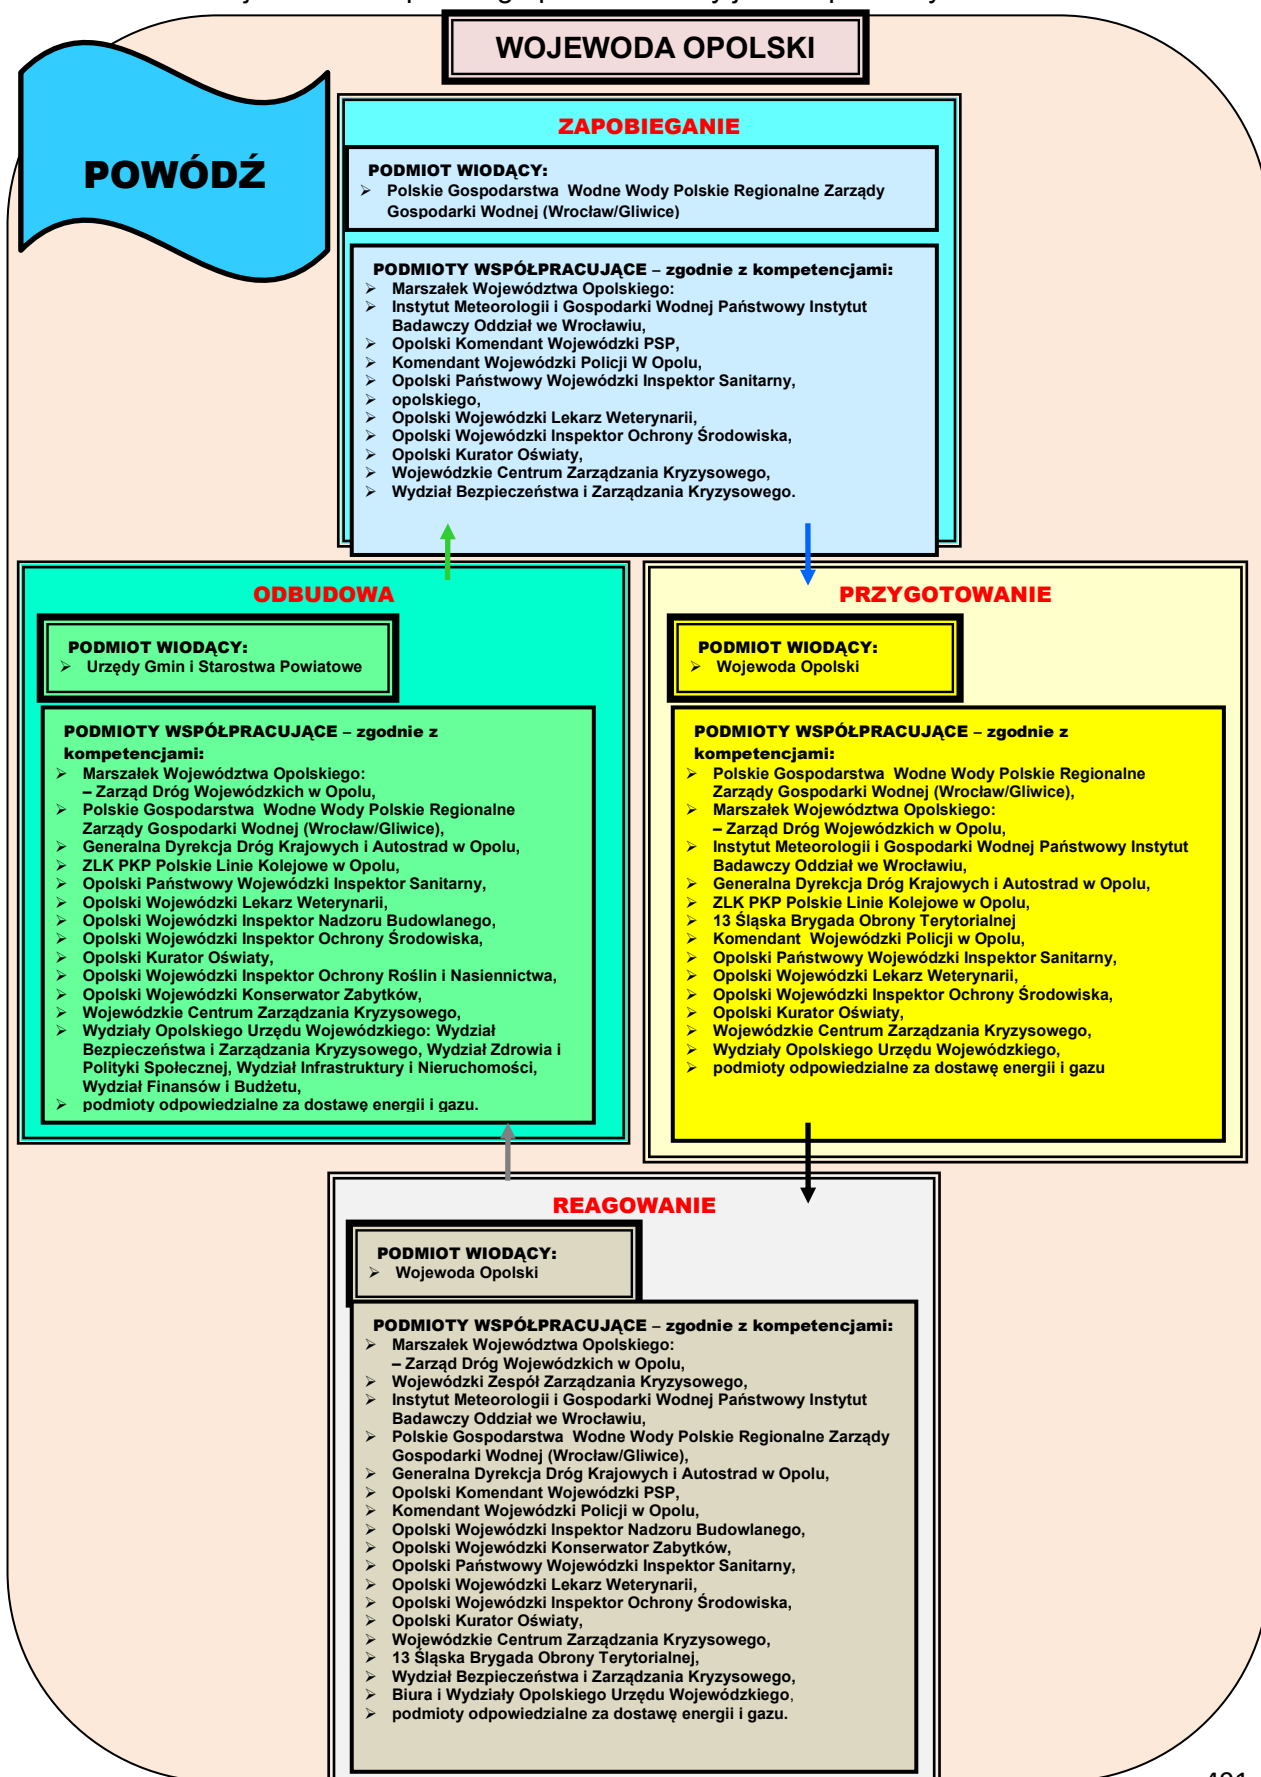 WOJEWODA OPOLSKI
POWÓDŹ
ZAPOBIEGANIE
PODMIOT WIODĄCY:
➢ Polskie Gospodarstwa Wodne Wody Polskie Regionalne Zarządy
Gospodarki Wodnej (Wrocław/Gliwice)
PODMIOTY WSPÓŁPRACUJĄCE – zgodnie z kompetencjami:
➢ Marszałek Województwa Opolskiego:
➢ Instytut Meteorologii i Gospodarki Wodnej Państwowy Instytut
Badawczy Oddział we Wrocławiu,
➢ Opolski Komendant Wojewódzki PSP,
➢ Komendant Wojewódzki Policji W Opolu,
➢ Opolski Państwowy Wojewódzki Inspektor Sanitarny,
➢ opolskiego,
➢ Opolski Wojewódzki Lekarz Weterynarii,
➢ Opolski Wojewódzki Inspektor Ochrony Środowiska,
➢ Opolski Kurator Oświaty,
➢ Wojewódzkie Centrum Zarządzania Kryzysowego,
➢ Wydział Bezpieczeństwa i Zarządzania Kryzysowego.
ODBUDOWA
PODMIOT WIODĄCY:
➢ Urzędy Gmin i Starostwa Powiatowe
PODMIOTY WSPÓŁPRACUJĄCE – zgodnie z
kompetencjami:
➢ Marszałek Województwa Opolskiego:
– Zarząd Dróg Wojewódzkich w Opolu,
➢ Polskie Gospodarstwa Wodne Wody Polskie Regionalne
Zarządy Gospodarki Wodnej (Wrocław/Gliwice),
➢ Generalna Dyrekcja Dróg Krajowych i Autostrad w Opolu,
➢ ZLK PKP Polskie Linie Kolejowe w Opolu,
➢ Opolski Państwowy Wojewódzki Inspektor Sanitarny,
➢ Opolski Wojewódzki Lekarz Weterynarii,
➢ Opolski Wojewódzki Inspektor Nadzoru Budowlanego,
➢ Opolski Wojewódzki Inspektor Ochrony Środowiska,
➢ Opolski Kurator Oświaty,
➢ Opolski Wojewódzki Inspektor Ochrony Roślin i Nasiennictwa,
➢ Opolski Wojewódzki Konserwator Zabytków,
➢ Wojewódzkie Centrum Zarządzania Kryzysowego,
➢ Wydziały Opolskiego Urzędu Wojewódzkiego: Wydział
Bezpieczeństwa i Zarządzania Kryzysowego, Wydział Zdrowia i
Polityki Społecznej, Wydział Infrastruktury i Nieruchomości,
Wydział Finansów i Budżetu,
➢ podmioty odpowiedzialne za dostawę energii i gazu.
PRZYGOTOWANIE
PODMIOT WIODĄCY:
➢ Wojewoda Opolski
PODMIOTY WSPÓŁPRACUJĄCE – zgodnie z
kompetencjami:
➢ Polskie Gospodarstwa Wodne Wody Polskie Regionalne
Zarządy Gospodarki Wodnej (Wrocław/Gliwice),
➢ Marszałek Województwa Opolskiego:
– Zarząd Dróg Wojewódzkich w Opolu,
➢ Instytut Meteorologii i Gospodarki Wodnej Państwowy Instytut
Badawczy Oddział we Wrocławiu,
➢ Generalna Dyrekcja Dróg Krajowych i Autostrad w Opolu,
➢ ZLK PKP Polskie Linie Kolejowe w Opolu,
➢ 13 Śląska Brygada Obrony Terytorialnej
➢ Komendant Wojewódzki Policji w Opolu,
➢ Opolski Państwowy Wojewódzki Inspektor Sanitarny,
➢ Opolski Wojewódzki Lekarz Weterynarii,
➢ Opolski Wojewódzki Inspektor Ochrony Środowiska,
➢ Opolski Kurator Oświaty,
➢ Wojewódzkie Centrum Zarządzania Kryzysowego,
➢ Wydziały Opolskiego Urzędu Wojewódzkiego,
➢ podmioty odpowiedzialne za dostawę energii i gazu
REAGOWANIE
PODMIOT WIODĄCY:
➢ Wojewoda Opolski
PODMIOTY WSPÓŁPRACUJĄCE – zgodnie z kompetencjami:
➢ Marszałek Województwa Opolskiego:
– Zarząd Dróg Wojewódzkich w Opolu,
➢ Wojewódzki Zespół Zarządzania Kryzysowego,
➢ Instytut Meteorologii i Gospodarki Wodnej Państwowy Instytut
Badawczy Oddział we Wrocławiu,
➢ Polskie Gospodarstwa Wodne Wody Polskie Regionalne Zarządy
Gospodarki Wodnej (Wrocław/Gliwice),
➢ Generalna Dyrekcja Dróg Krajowych i Autostrad w Opolu,
➢ Opolski Komendant Wojewódzki PSP,
➢ Komendant Wojewódzki Policji w Opolu,
➢ Opolski Wojewódzki Inspektor Nadzoru Budowlanego,
➢ Opolski Wojewódzki Konserwator Zabytków,
➢ Opolski Państwowy Wojewódzki Inspektor Sanitarny,
➢ Opolski Wojewódzki Lekarz Weterynarii,
➢ Opolski Wojewódzki Inspektor Ochrony Środowiska,
➢ Opolski Kurator Oświaty,
➢ Wojewódzkie Centrum Zarządzania Kryzysowego,
➢ 13 Śląska Brygada Obrony Terytorialnej,
➢ Wydział Bezpieczeństwa i Zarządzania Kryzysowego,
➢ Biura i Wydziały Opolskiego Urzędu Wojewódzkiego,
➢ podmioty odpowiedzialne za dostawę energii i gazu.